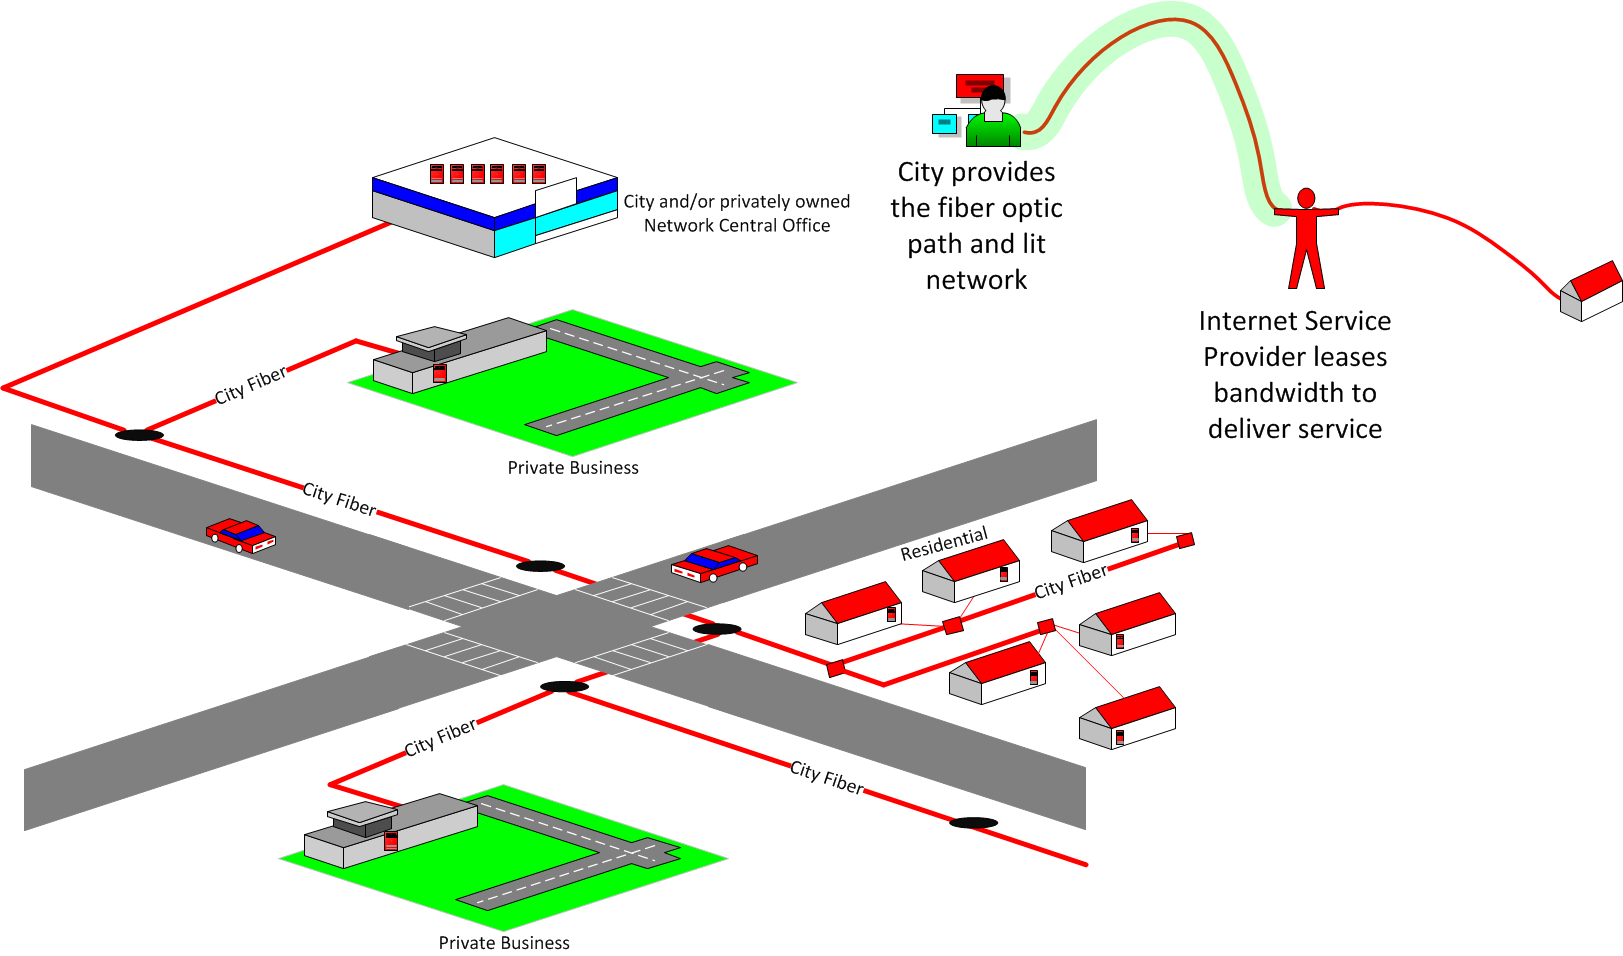 City provides
the fiber optic
path and lit
network
City and/or privately owned
Network Central Office
Internet Service
Provider leases
bandwidth to
deliver service
City Fiber
Private Business
City Fiber
Residential
City Fiber
City Fiber
City Fiber
Private Business